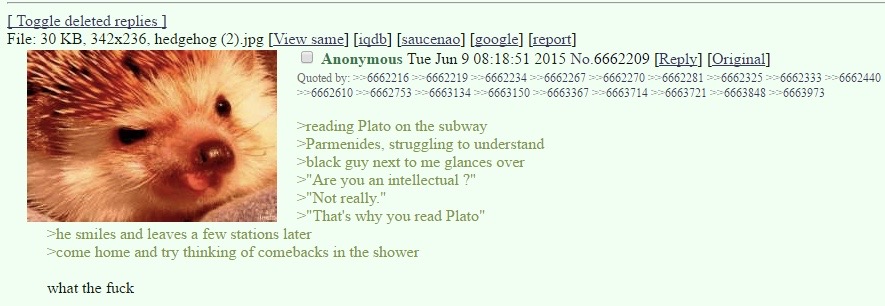 [ Toggle deleted replies ]
File: 30 KB, 342x236, hedgehog (2).jpg [View same] [iqdb] [saucenao] [google] [report]
Anonymous Tue Jun 9 08:18:51 2015 No.6662209 [Reply] [Original]
Quoted by: >>6662216 >>6662219 >>6662234 >>6662267 >>6662270 >>6662281 >>6662325 >>6662333 >>6662440
>>6662610 >>6662753 >>6663134 >>6663150 >>6663367 >>6663714 >>6663721 >>6663848 >>6663973
>reading Plato on the subway
>Parmenides, struggling to understand
>black guy next to me glances over
>"Are you an intellectual ?"
>"Not really."
>"That's why you read Plato"
>he smiles and leaves a few stations later
>come home and try thinking of comebacks in the shower
what the fuck